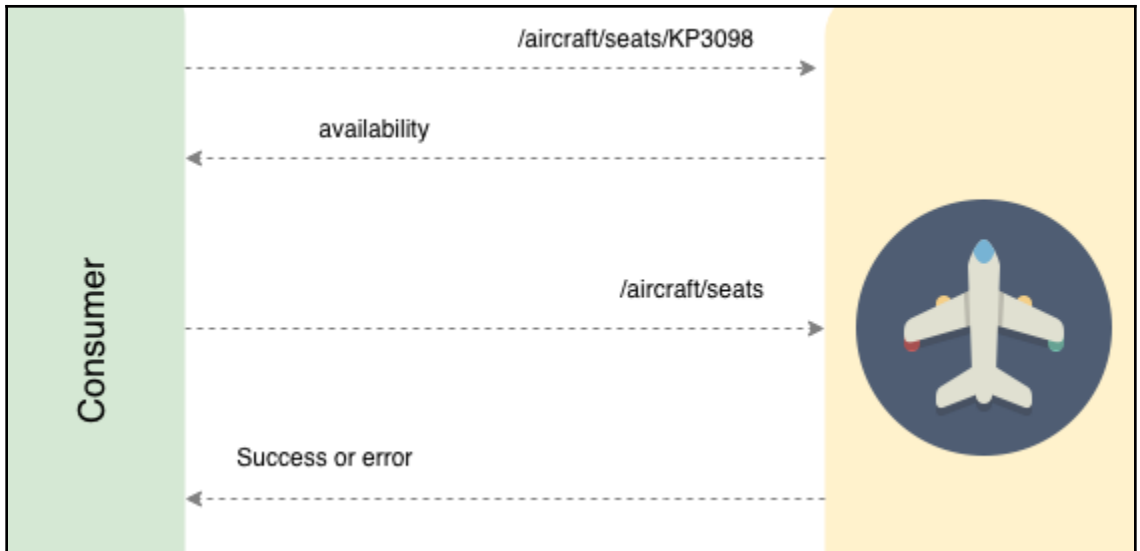 /aircraft/seats/KP3098
availability
/aircraft/seats
Consumer
Success or error